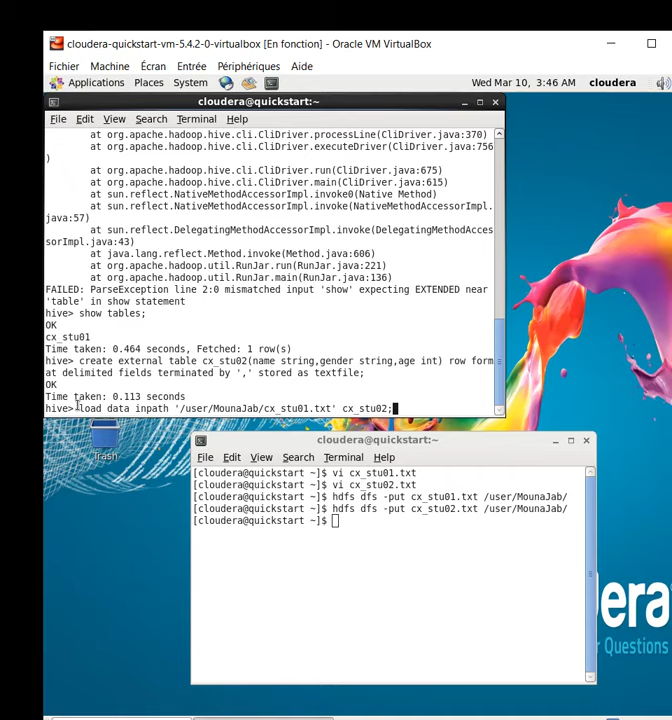 cloudera-quickstart-vm-5.4.2-0-virtualbox [En fonction] - Oracle VM VirtualBox
Fichier Machine Écran Entrée Périphériques Aide
Applications Places System Wed Mar 10, 3:46 AM cloudera
cloudera@quickstart:~
File Edit View Search Terminal Help
at org.apache.hadoop.hive.cli.CliDriver.processLine(CliDriver.java:370)
at org.apache.hadoop.hive.cli.CliDriver.executeDriver(CliDriver.java:756
)
at org.apache.hadoop.hive.cli.CliDriver.run(CliDriver.java:675)
at org.apache.hadoop.hive.cli.CliDriver.main(CliDriver.java:615)
at sun.reflect.NativeMethodAccessorImpl.invoke0(Native Method)
at sun.reflect.NativeMethodAccessorImpl.invoke(NativeMethodAccessorImpl.
java:57)
at sun.reflect.DelegatingMethodAccessorImpl.invoke(DelegatingMethodAcces
sorImpl.java:43)
at java.lang.reflect.Method.invoke(Method.java:606)
at org.apache.hadoop.util.RunJar.run(RunJar.java:221)
at org.apache.hadoop.util.RunJar.main(RunJar.java:136)
FAILED: ParseException line 2:0 mismatched input 'show' expecting EXTENDED near
'table' in show statement
hive> show tables;
OK
cx_stu01
Time taken: 0.464 seconds, Fetched: 1 row(s)
hive> create external table cx_stu02(name string,gender string,age int) row form
at delimited fields terminated by ',' stored as textfile;
OK
Time taken: 0.113 seconds
hive> load data inpath '/user/MounaJab/cx_stu01.txt' cx_stu02;
Trash
cloudera@quickstart:~
File Edit View Search Terminal Help
[cloudera@quickstart ~]$ vi cx_stu01.txt
[cloudera@quickstart ~]$ vi cx_stu02.txt
[cloudera@quickstart ~]$ hdfs dfs -put cx_stu01.txt /user/MounaJab/
[cloudera@quickstart ~]$ hdfs dfs -put cx_stu02.txt /user/MounaJab/
[cloudera@quickstart ~]$
dera
r Questions